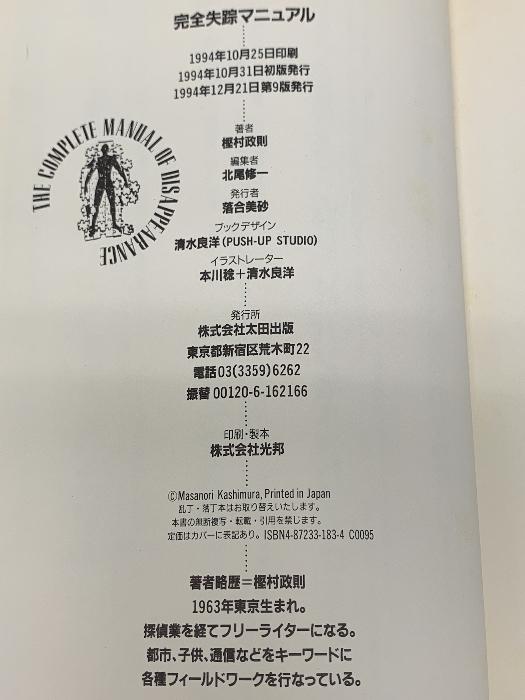 完全失踪マニュアル
1994年10月25日印刷
1994年10月31日初版発行
1994年12月21日第9版発行
THE COMPLETE MANUAL OF DISAPPEARANCE
著者
樫村政則
編集者
北尾修一
発行者
落合美砂
ブックデザイン
清水良洋(PUSH-UP STUDIO)
イラストレーター
本川稔+清水良洋
発行所
株式会社太田出版
東京都新宿区荒木町22
電話03(3359)6262
振替00120-6-162166
印刷・製本
株式会社光邦
©Masanori Kashimura, Printed in Japan
乱丁・落丁本はお取り替えいたします。
本書の無断複写・転載・引用を禁じます。
定価はカバーに表記あり。ISBN4-87233-183-4 C0095
著者略歴=樫村政則
1963年東京生まれ。
探偵業を経てフリーライターになる。
都市、子供、通信などをキーワードに
各種フィールドワークを行なっている。